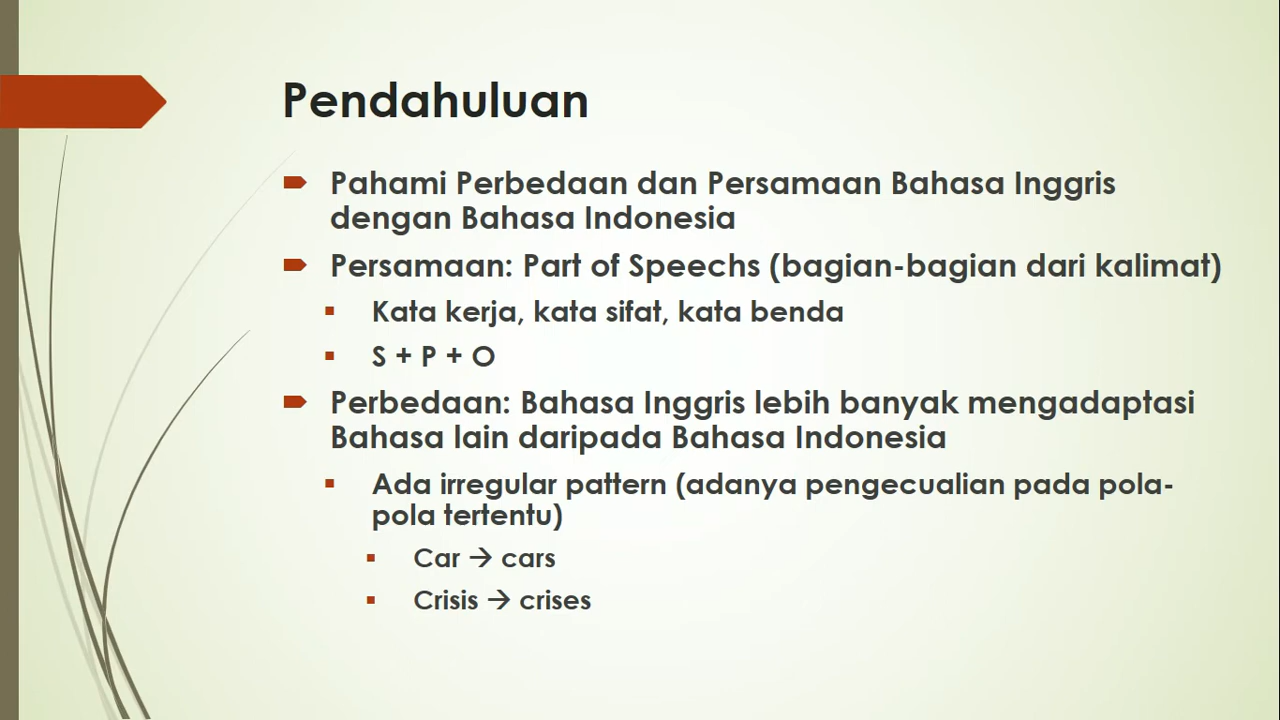 Pendahuluan
Pahami Perbedaan dan Persamaan Bahasa Inggris
dengan Bahasa Indonesia
Persamaan: Part of Speechs (bagian-bagian dari kalimat)
Kata kerja, kata sifat, kata benda
S + P + O
Perbedaan: Bahasa Inggris lebih banyak mengadaptasi
Bahasa lain daripada Bahasa Indonesia
Ada irregular pattern (adanya pengecualian pada pola-
pola tertentu)
Car → cars
Crisis → crises